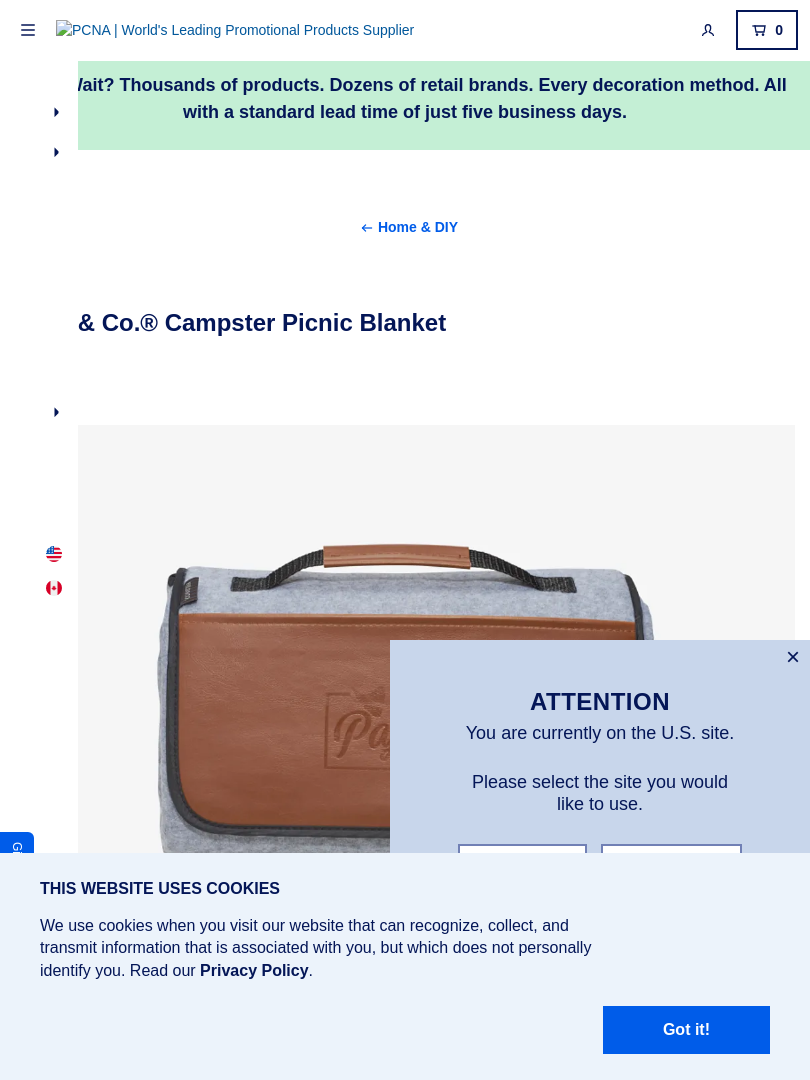 PCNA | World's Leading Promotional Products Supplier
0
Wait? Thousands of products. Dozens of retail brands. Every decoration method. All
with a standard lead time of just five business days.
Home & DIY
& Co.® Campster Picnic Blanket
ATTENTION
You are currently on the U.S. site.
Please select the site you would
like to use.
THIS WEBSITE USES COOKIES
We use cookies when you visit our website that can recognize, collect, and
transmit information that is associated with you, but which does not personally
identify you. Read our Privacy Policy.
Got it!